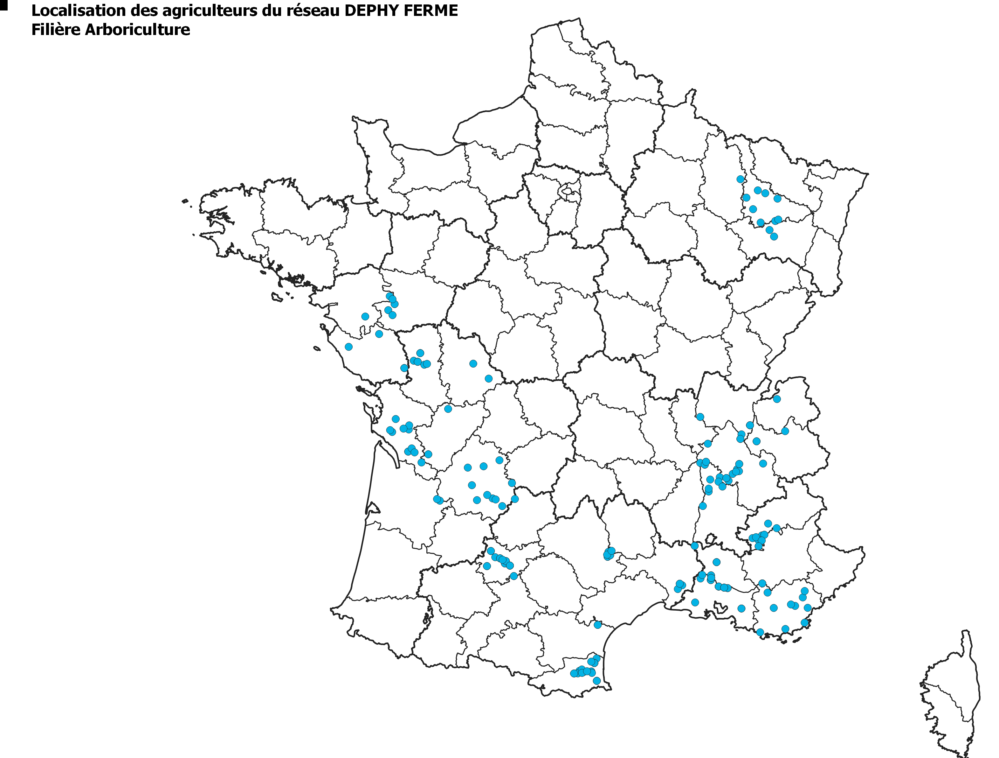 Localisation des agriculteurs du réseau DEPHY FERME
Filière Arboriculture